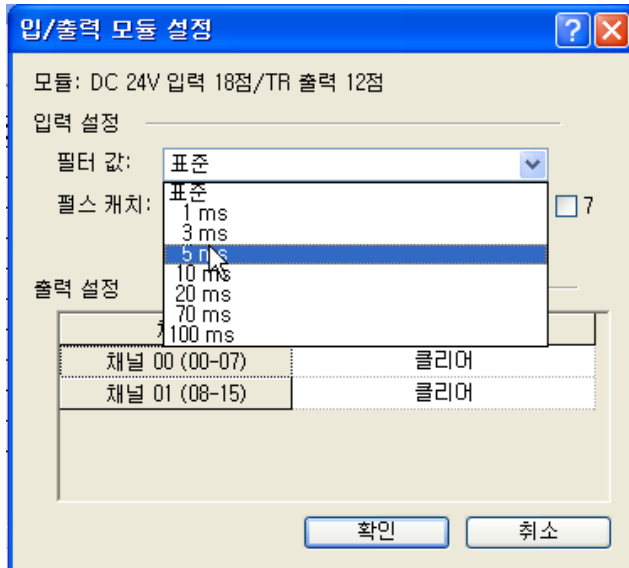 입/출력 모듈 설정
모듈: DC 24V 입력 18점/TR 출력 12점
입력 설정
필터 값: 표준
표준
1 ms
3 ms
5 ms
10 ms
20 ms
70 ms
100 ms
펄스 캐치: 7
출력 설정
채널 00 (00-07) 클리어
채널 01 (08-15) 클리어
확인 취소